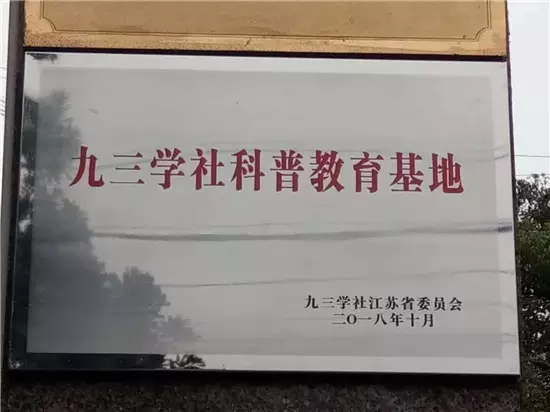 九三学社科普教育基地
九三学社江苏省委员会
二〇一八年十月